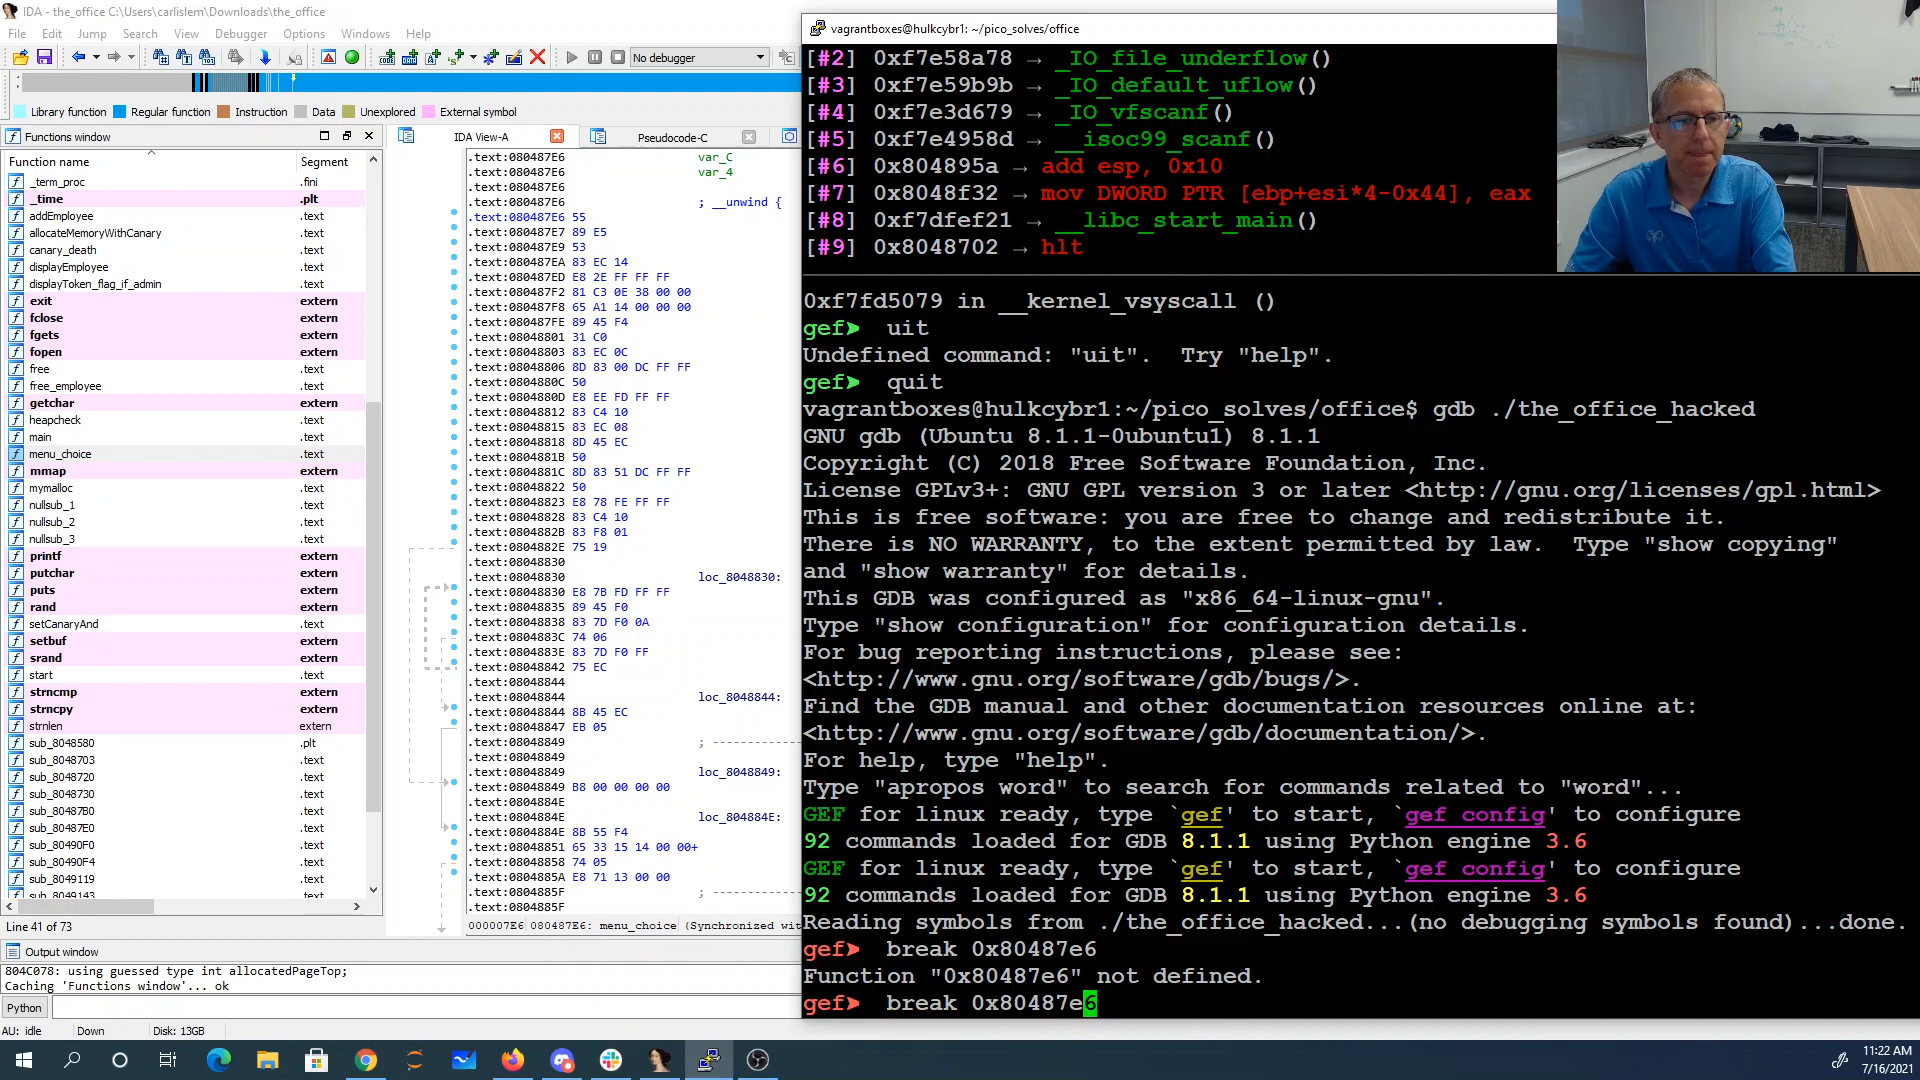 IDA - the_office C:\Users\carlislem\Downloads\the_office
File Edit Jump Search View Debugger Options Windows Help
No debugger
Library function Regular function Instruction Data Unexplored External symbol
Functions window
Function name Segment
_term_proc .fini
_time .plt
addEmployee .text
allocateMemoryWithCanary .text
canary_death .text
displayEmployee .text
displayToken_flag_if_admin .text
exit extern
fclose extern
fgets extern
fopen extern
free .text
free_employee .text
getchar extern
heapcheck .text
main .text
menu_choice .text
mmap extern
mymalloc .text
nullsub_1 .text
nullsub_2 .text
nullsub_3 .text
printf extern
putchar extern
puts extern
rand extern
setCanaryAnd .text
setbuf extern
srand extern
start .text
strncmp extern
strncpy extern
strnlen extern
sub_8048580 .plt
sub_8048703 .text
sub_8048720 .text
sub_8048730 .text
sub_80487B0 .text
sub_80487E0 .text
sub_80490F0 .text
sub_80490F4 .text
sub_8049119 .text
sub_8049143 .text
Line 41 of 73
IDA View-A Pseudocode-C
.text:080487E6 var_C
.text:080487E6 var_4
.text:080487E6
.text:080487E6 ; __unwind {
.text:080487E6 55
.text:080487E7 89 E5
.text:080487E9 53
.text:080487EA 83 EC 14
.text:080487ED E8 2E FF FF FF
.text:080487F2 81 C3 0E 38 00 00
.text:080487F8 65 A1 14 00 00 00
.text:080487FE 89 45 F4
.text:08048801 31 C0
.text:08048803 83 EC 0C
.text:08048806 8D 83 00 DC FF FF
.text:0804880C 50
.text:0804880D E8 EE FD FF FF
.text:08048812 83 C4 10
.text:08048815 83 EC 08
.text:08048818 8D 45 EC
.text:0804881B 50
.text:0804881C 8D 83 51 DC FF FF
.text:08048822 50
.text:08048823 E8 78 FE FF FF
.text:08048828 83 C4 10
.text:0804882B 83 F8 01
.text:0804882E 75 19
.text:08048830
.text:08048830 loc_8048830:
.text:08048830 E8 7B FD FF FF
.text:08048835 89 45 F0
.text:08048838 83 7D F0 0A
.text:0804883C 74 06
.text:0804883E 83 7D F0 FF
.text:08048842 75 EC
.text:08048844
.text:08048844 loc_8048844:
.text:08048844 8B 45 EC
.text:08048847 EB 05
.text:08048849 ; ------------
.text:08048849
.text:08048849 loc_8048849:
.text:08048849 B8 00 00 00 00
.text:0804884E
.text:0804884E loc_804884E:
.text:0804884E 8B 55 F4
.text:08048851 65 33 15 14 00 00+
.text:08048858 74 05
.text:0804885A E8 71 13 00 00
.text:0804885F ; ------------
.text:0804885F
000007E6 080487E6: menu_choice (Synchronized wit
Output window
804C078: using guessed type int allocatedPageTop;
Caching 'Functions window'... ok
Python
AU: idle Down Disk: 13GB
vagrantboxes@hulkcybr1: ~/pico_solves/office
[#2] 0xf7e58a78 → _IO_file_underflow()
[#3] 0xf7e59b9b → _IO_default_uflow()
[#4] 0xf7e3d679 → _IO_vfscanf()
[#5] 0xf7e4958d → __isoc99_scanf()
[#6] 0x804895a → add esp, 0x10
[#7] 0x8048f32 → mov DWORD PTR [ebp+esi*4-0x44], eax
[#8] 0xf7dfef21 → __libc_start_main()
[#9] 0x8048702 → hlt
0xf7fd5079 in __kernel_vsyscall ()
gef➤  uit
Undefined command: "uit".  Try "help".
gef➤  quit
vagrantboxes@hulkcybr1:~/pico_solves/office$ gdb ./the_office_hacked
GNU gdb (Ubuntu 8.1.1-0ubuntu1) 8.1.1
Copyright (C) 2018 Free Software Foundation, Inc.
License GPLv3+: GNU GPL version 3 or later <http://gnu.org/licenses/gpl.html>
This is free software: you are free to change and redistribute it.
There is NO WARRANTY, to the extent permitted by law.  Type "show copying"
and "show warranty" for details.
This GDB was configured as "x86_64-linux-gnu".
Type "show configuration" for configuration details.
For bug reporting instructions, please see:
<http://www.gnu.org/software/gdb/bugs/>.
Find the GDB manual and other documentation resources online at:
<http://www.gnu.org/software/gdb/documentation/>.
For help, type "help".
Type "apropos word" to search for commands related to "word"...
GEF for linux ready, type `gef' to start, `gef config' to configure
92 commands loaded for GDB 8.1.1 using Python engine 3.6
GEF for linux ready, type `gef' to start, `gef config' to configure
92 commands loaded for GDB 8.1.1 using Python engine 3.6
Reading symbols from ./the_office_hacked...(no debugging symbols found)...done.
gef➤  break 0x80487e6
Function "0x80487e6" not defined.
gef➤  break 0x80487e6
11:22 AM
7/16/2021